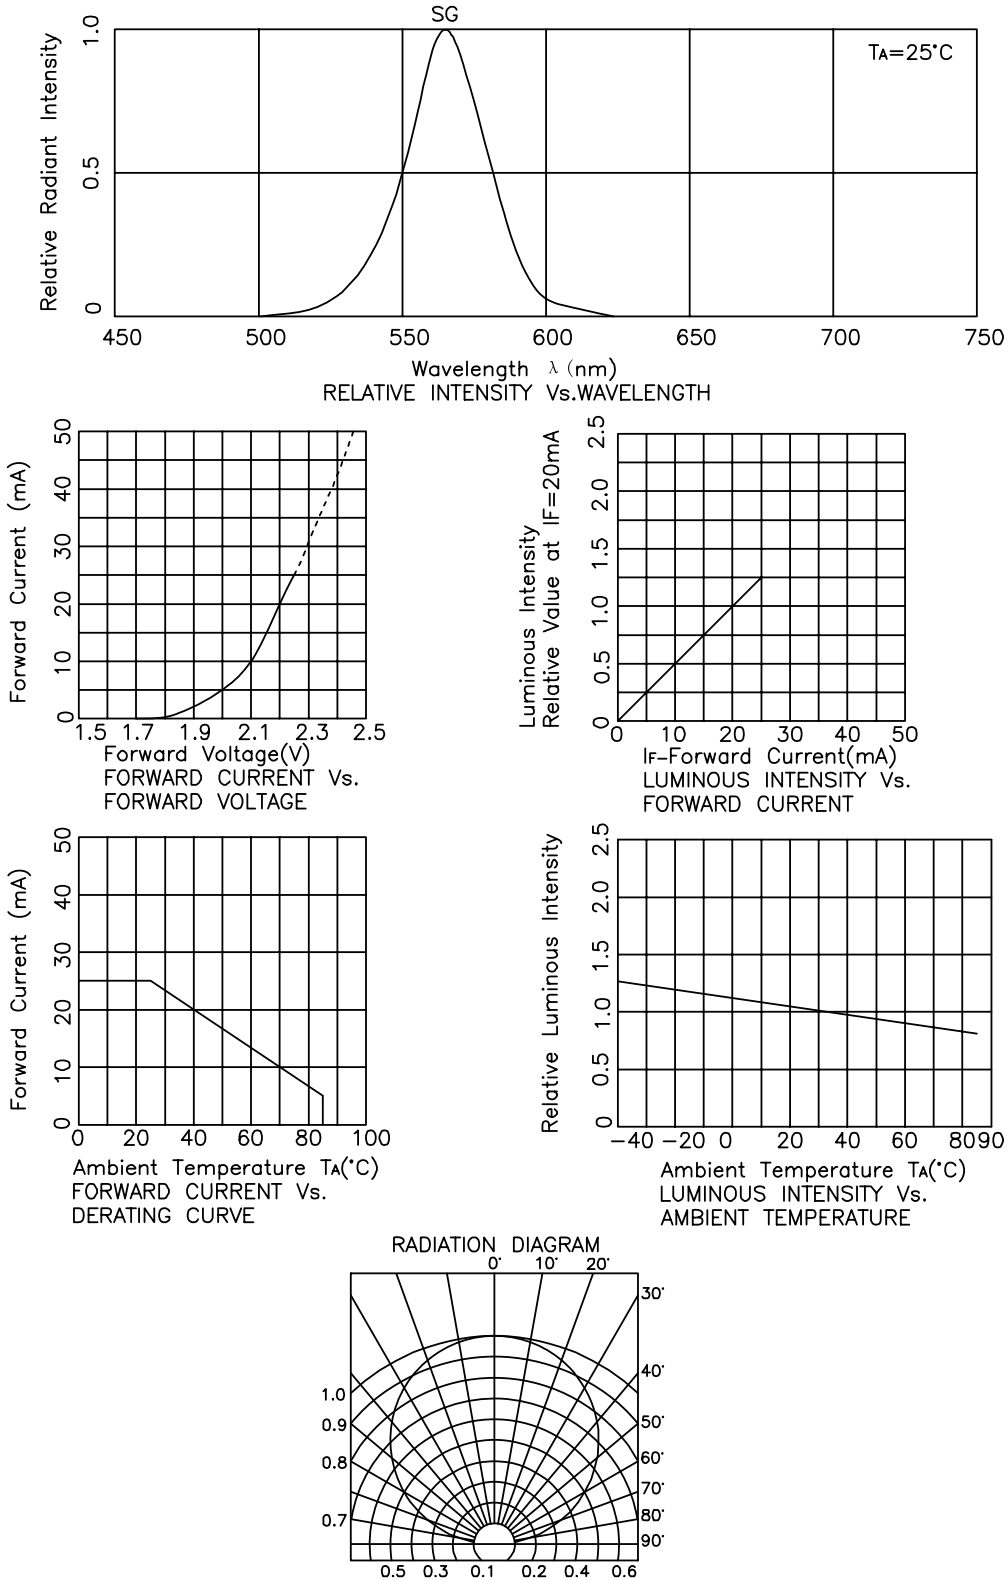 SG
Relative Radiant Intensity
1.0
0.5
0
TA=25°C
450 500 550 600 650 700 750
Wavelength λ (nm)
RELATIVE INTENSITY Vs.WAVELENGTH
Forward Current (mA)
50
40
30
20
10
0
1.5 1.7 1.9 2.1 2.3 2.5
Forward Voltage(V)
FORWARD CURRENT Vs.
FORWARD VOLTAGE
Luminous Intensity
Relative Value at IF=20mA
2.5
2.0
1.5
1.0
0.5
0
0 10 20 30 40 50
IF-Forward Current(mA)
LUMINOUS INTENSITY Vs.
FORWARD CURRENT
Forward Current (mA)
50
40
30
20
10
0
0 20 40 60 80 100
Ambient Temperature TA(°C)
FORWARD CURRENT Vs.
DERATING CURVE
Relative Luminous Intensity
2.5
2.0
1.5
1.0
0.5
0
-40 -20 0 20 40 60 80 90
Ambient Temperature TA(°C)
LUMINOUS INTENSITY Vs.
AMBIENT TEMPERATURE
RADIATION DIAGRAM
0° 10° 20°
30°
40°
50°
60°
70°
80°
90°
1.0
0.9
0.8
0.7
0.5 0.3 0.1 0.2 0.4 0.6